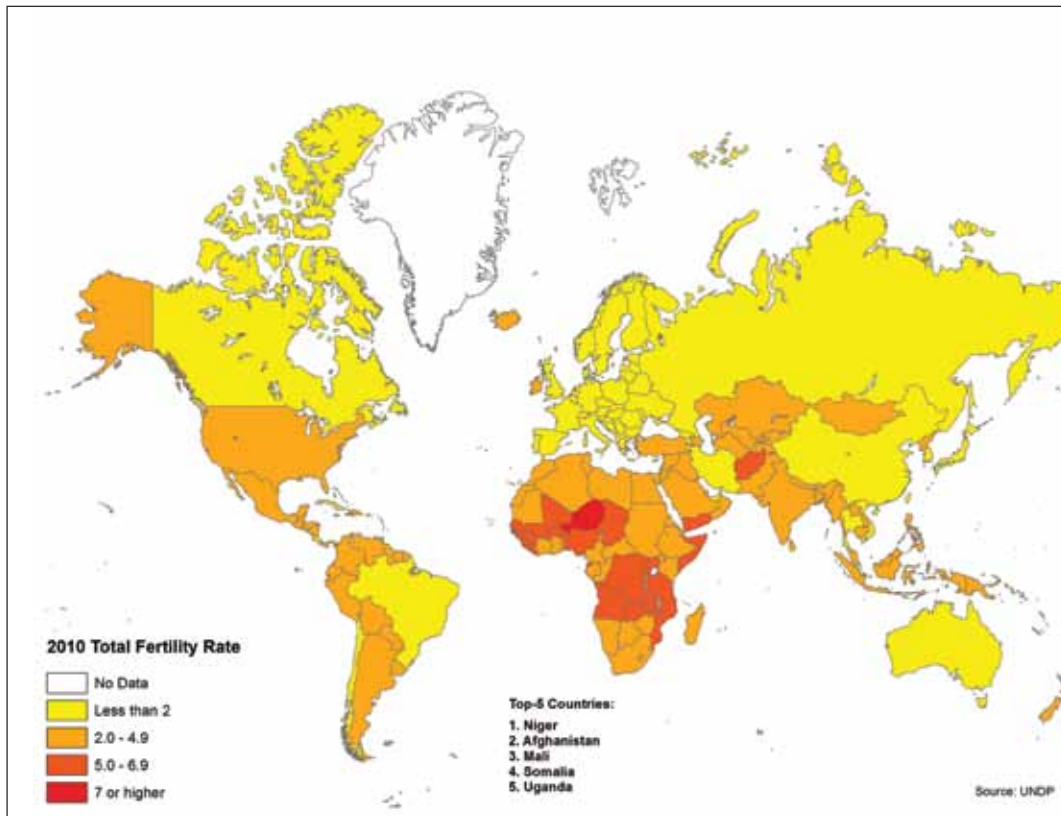 2010 Total Fertility Rate
No Data
Less than 2
2.0 - 4.9
5.0 - 6.9
7 or higher
Top-5 Countries:
1. Niger
2. Afghanistan
3. Mali
4. Somalia
5. Uganda
Source: UNDP